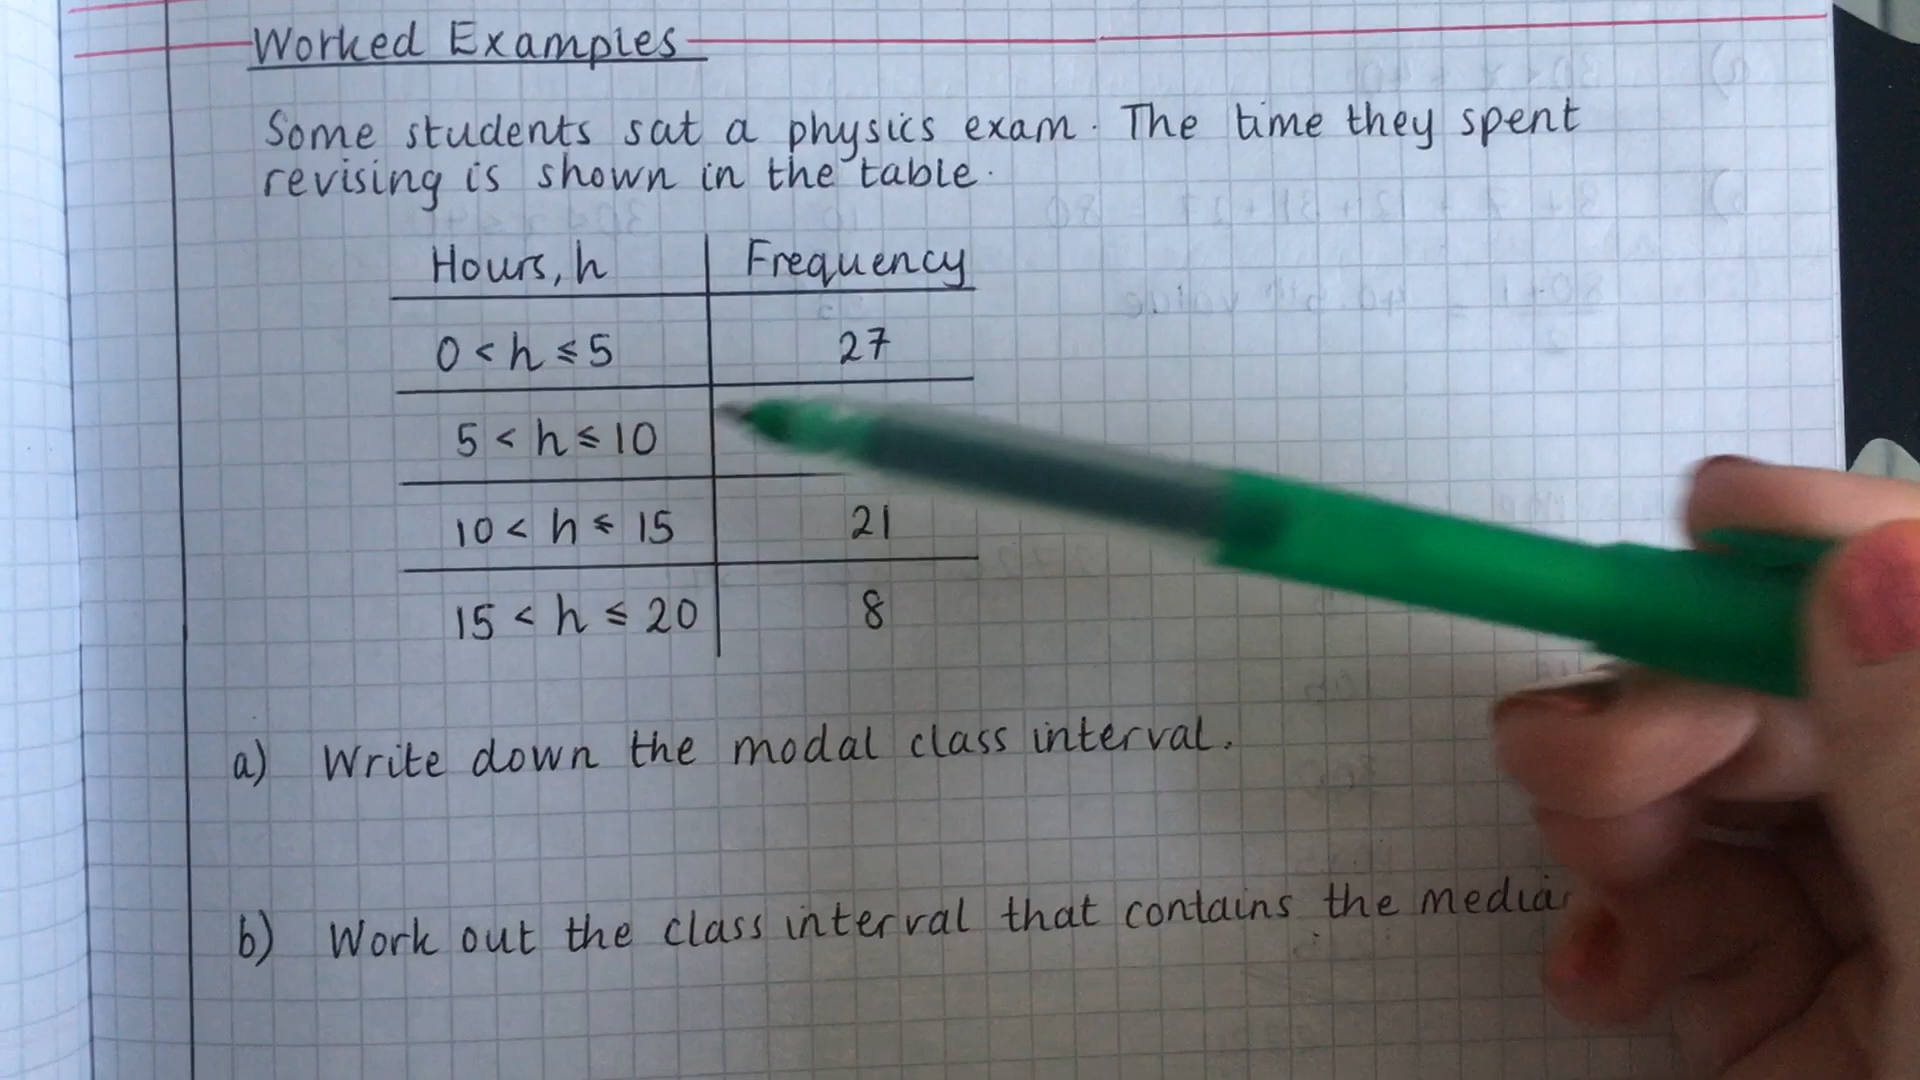 Worked Examples
Some students sat a physics exam. The time they spent
revising is shown in the table.
Hours, h Frequency
0 < h ≤ 5 27
5 < h ≤ 10
10 < h ≤ 15 21
15 < h ≤ 20 8
a) Write down the modal class interval.
b) Work out the class interval that contains the